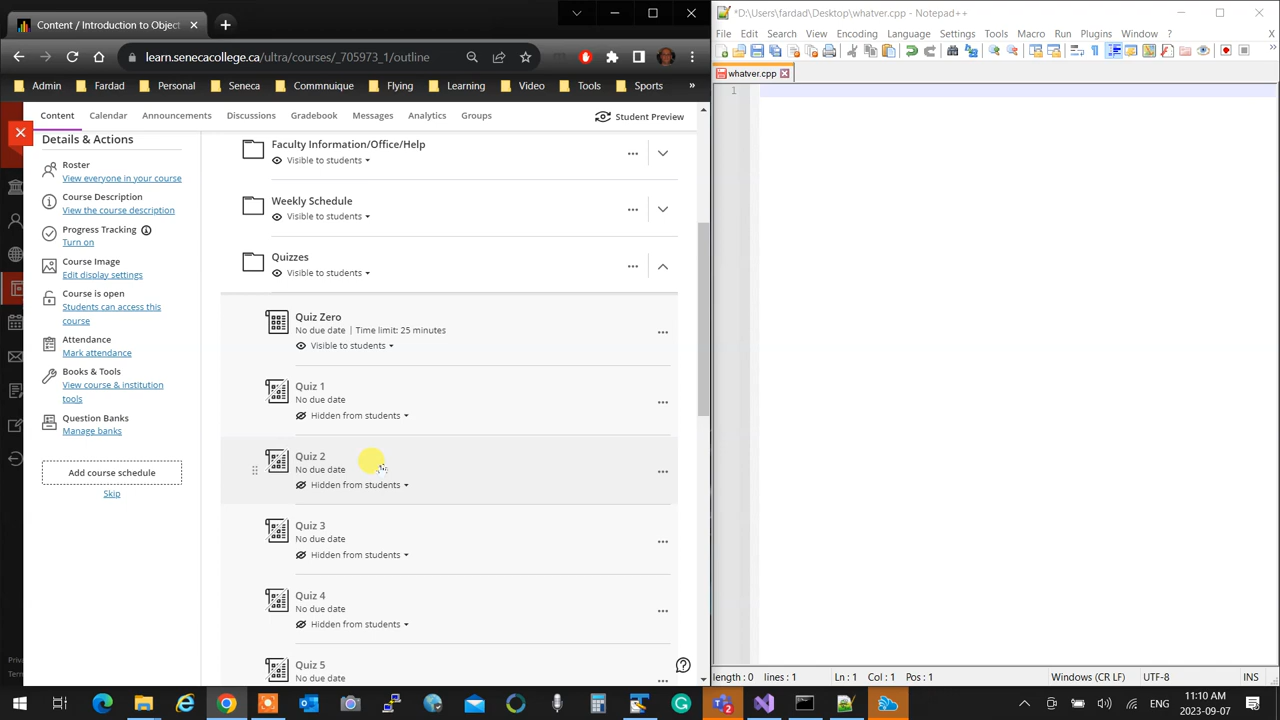 Content / Introduction to Object
*D:\Users\fardad\Desktop\whatver.cpp - Notepad++
File Edit Search View Encoding Language Settings Tools Macro Run Plugins Window ? X
Admin Fardad Personal Seneca Flying Learning Video Tools Sports »
whatver.cpp
1
Content Calendar Announcements Discussions Gradebook Messages Analytics Groups Student Preview
Details & Actions
Roster
View everyone in your course
Course Description
View the course description
Progress Tracking
Turn on
Course Image
Edit display settings
Course is open
Students can access this
course
Attendance
Mark attendance
Books & Tools
View course & institution
tools
Question Banks
Manage banks
Add course schedule
Skip
Faculty Information/Office/Help
Visible to students
Weekly Schedule
Visible to students
Quizzes
Visible to students
Quiz Zero
No due date | Time limit: 25 minutes
Visible to students
Quiz 1
No due date
Hidden from students
Quiz 2
No due date
Hidden from students
Quiz 3
No due date
Hidden from students
Quiz 4
No due date
Hidden from students
Quiz 5
No due date
length : 0 lines : 1 Ln : 1 Col : 1 Pos : 1 Windows (CR LF) UTF-8 INS
ENG
11:10 AM
2023-09-07